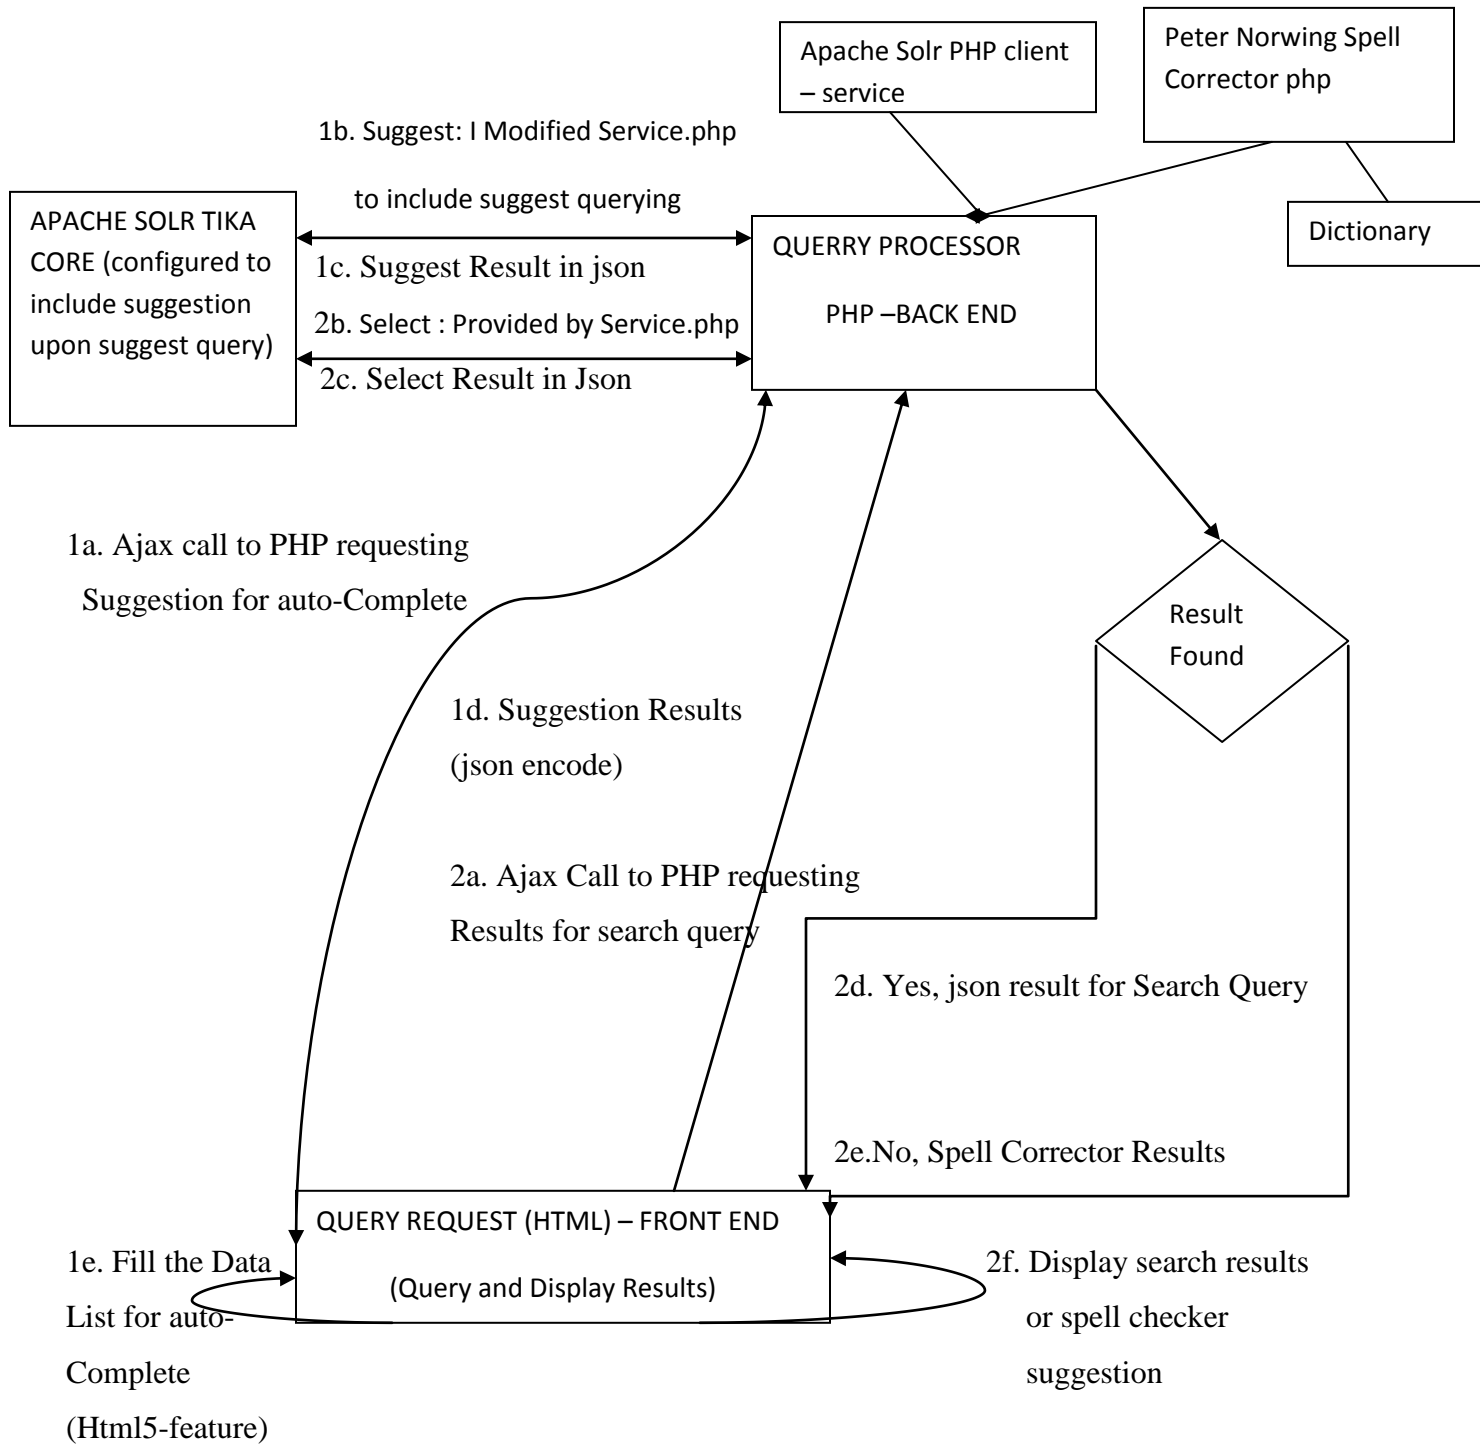 Apache Solr PHP client
– service
Peter Norwing Spell
Corrector php
Dictionary
1b. Suggest: I Modified Service.php
to include suggest querying
1c. Suggest Result in json
2b. Select : Provided by Service.php
2c. Select Result in Json
APACHE SOLR TIKA
CORE (configured to
include suggestion
upon suggest query)
QUERRY PROCESSOR
PHP –BACK END
1a. Ajax call to PHP requesting
Suggestion for auto-Complete
Result
Found
1d. Suggestion Results
(json encode)
2a. Ajax Call to PHP requesting
Results for search query
2d. Yes, json result for Search Query
2e.No, Spell Corrector Results
QUERY REQUEST (HTML) – FRONT END
(Query and Display Results)
1e. Fill the Data
List for auto-
Complete
(Html5-feature)
2f. Display search results
or spell checker
suggestion